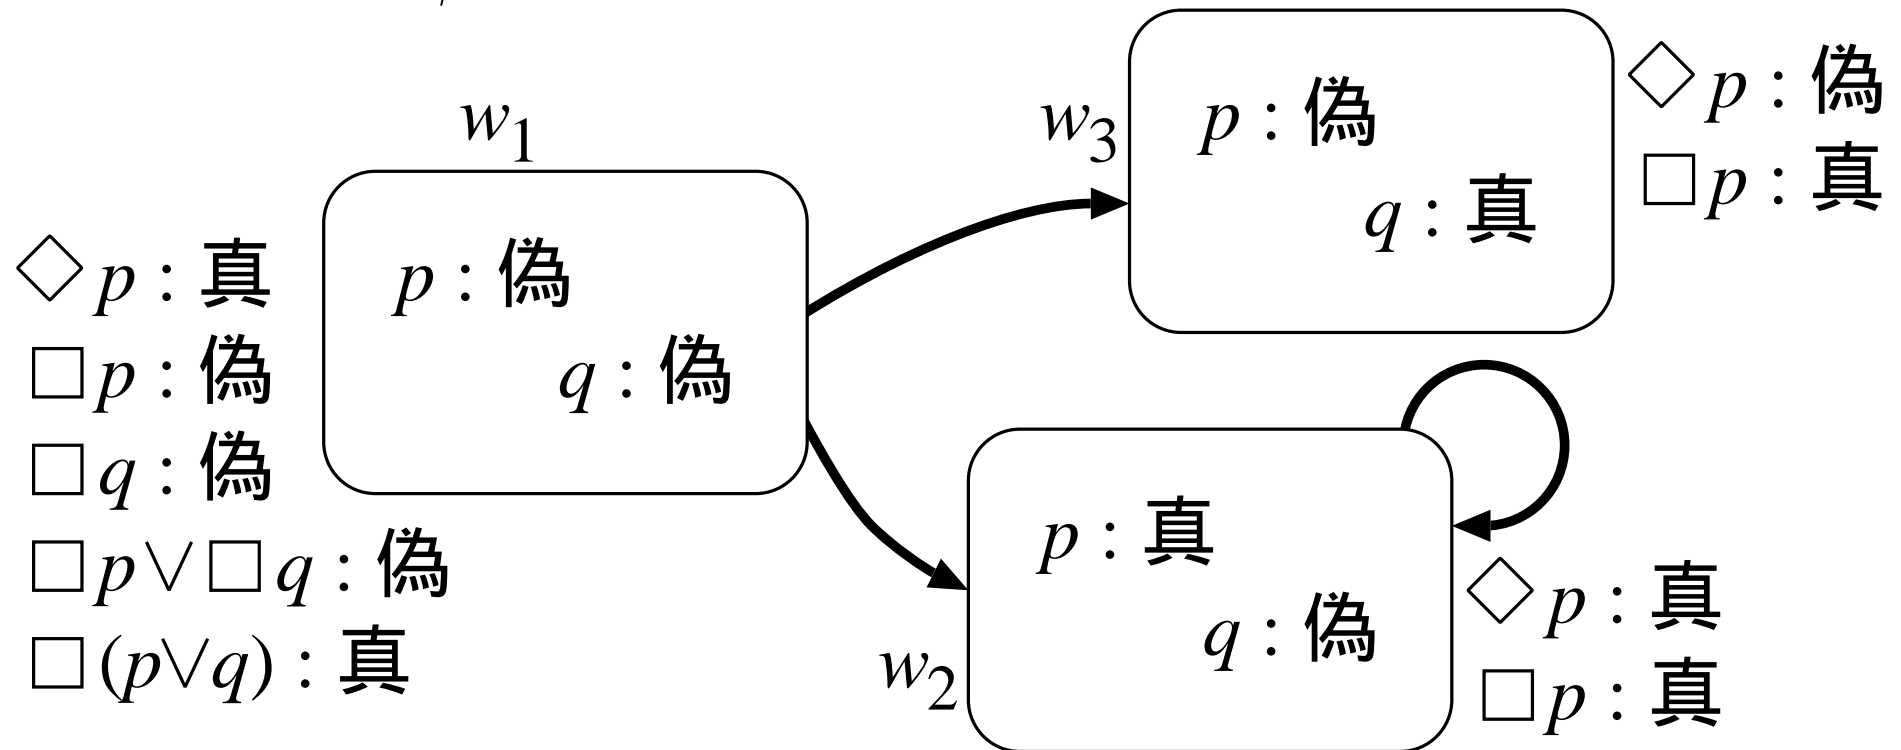 w1
◇p : 真
□p : 偽
□q : 偽
□p∨□q : 偽
□(p∨q) : 真
p : 偽
q : 偽
w3
p : 偽
q : 真
◇p : 偽
□p : 真
w2
p : 真
q : 偽
◇p : 真
□p : 真